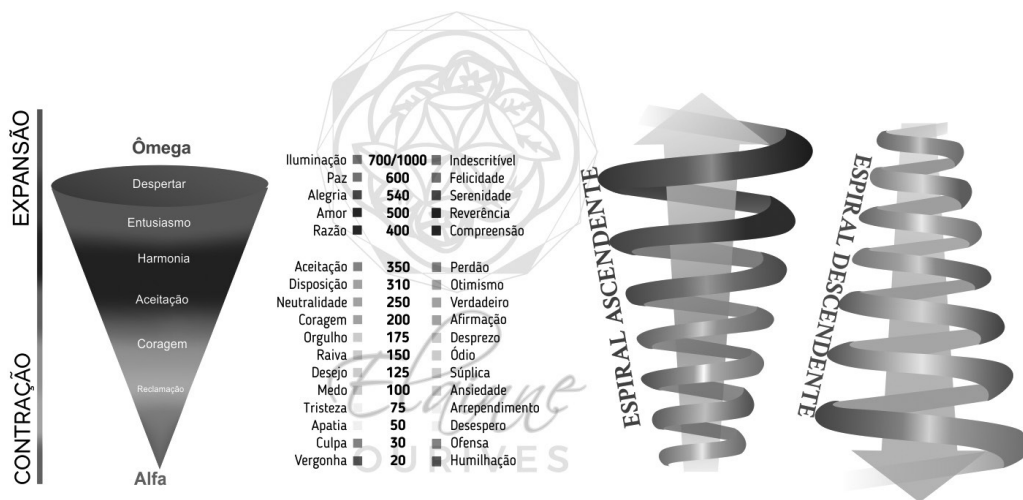 EXPANSÃO
CONTRAÇÃO
Ômega
Despertar
Entusiasmo
Harmonia
Aceitação
Coragem
Reclamação
Alfa
Iluminação 700/1000 Indescritível
Paz 600 Felicidade
Alegria 540 Serenidade
Amor 500 Reverência
Razão 400 Compreensão
Aceitação 350 Perdão
Disposição 310 Otimismo
Neutralidade 250 Verdadeiro
Coragem 200 Afirmação
Orgulho 175 Desprezo
Raiva 150 Ódio
Desejo 125 Súplica
Medo 100 Ansiedade
Tristeza 75 Arrependimento
Apatia 50 Desespero
Culpa 30 Ofensa
Vergonha 20 Humilhação
Elainne
OURIVES
ESPIRAL ASCENDENTE
ESPIRAL DESCENDENTE